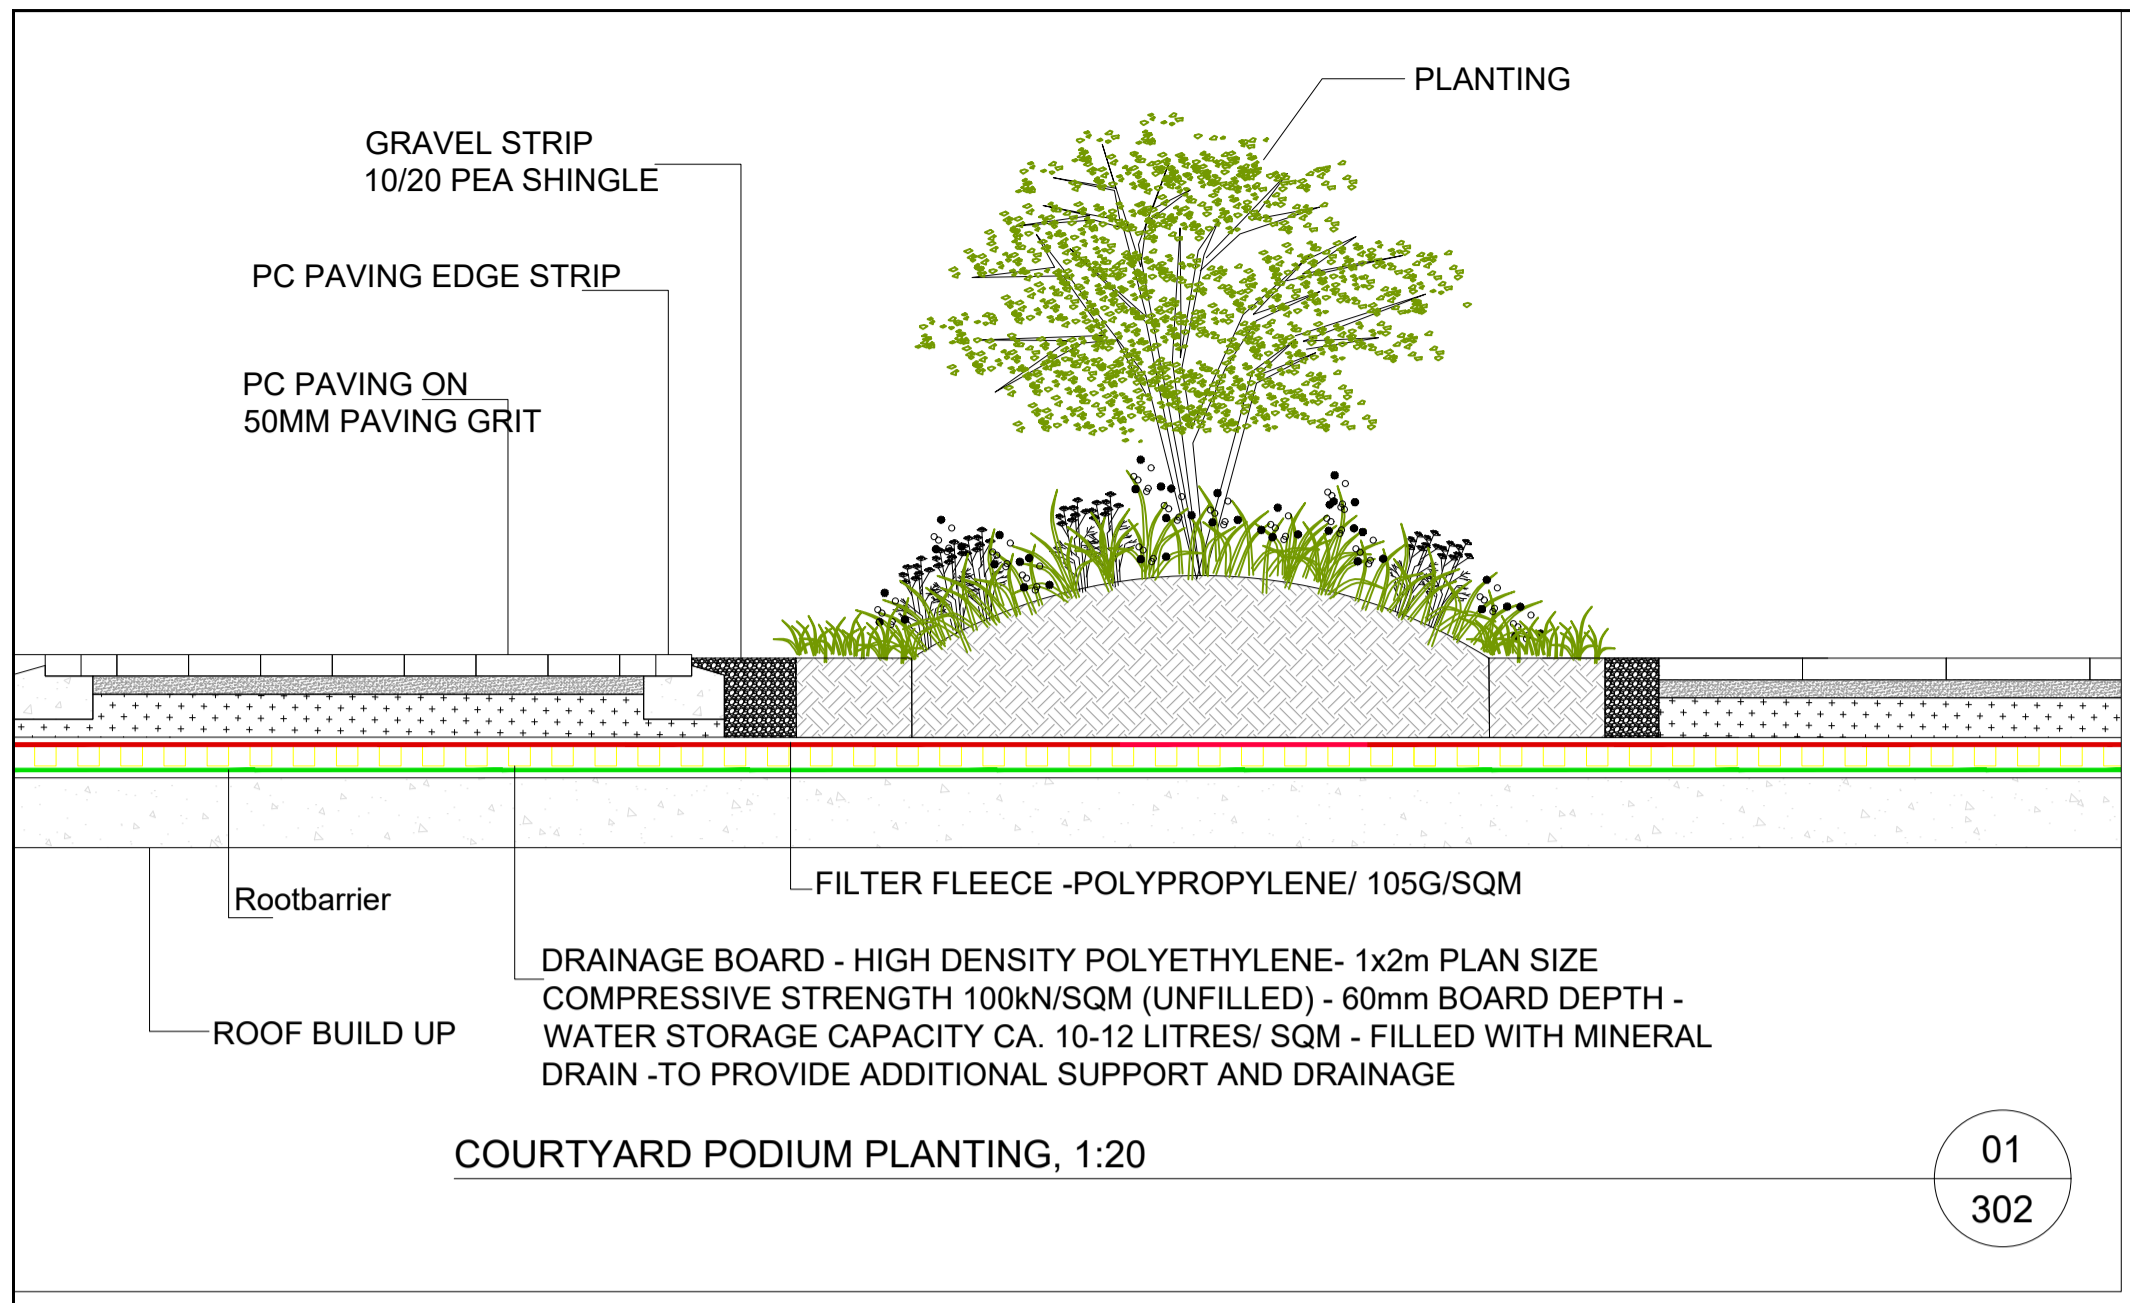 PLANTING
GRAVEL STRIP
10/20 PEA SHINGLE
PC PAVING EDGE STRIP
PC PAVING ON
50MM PAVING GRIT
FILTER FLEECE -POLYPROPYLENE/ 105G/SQM
Rootbarrier
DRAINAGE BOARD - HIGH DENSITY POLYETHYLENE- 1x2m PLAN SIZE
COMPRESSIVE STRENGTH 100kN/SQM (UNFILLED) - 60mm BOARD DEPTH -
WATER STORAGE CAPACITY CA. 10-12 LITRES/ SQM - FILLED WITH MINERAL
DRAIN -TO PROVIDE ADDITIONAL SUPPORT AND DRAINAGE
ROOF BUILD UP
COURTYARD PODIUM PLANTING, 1:20
01
302